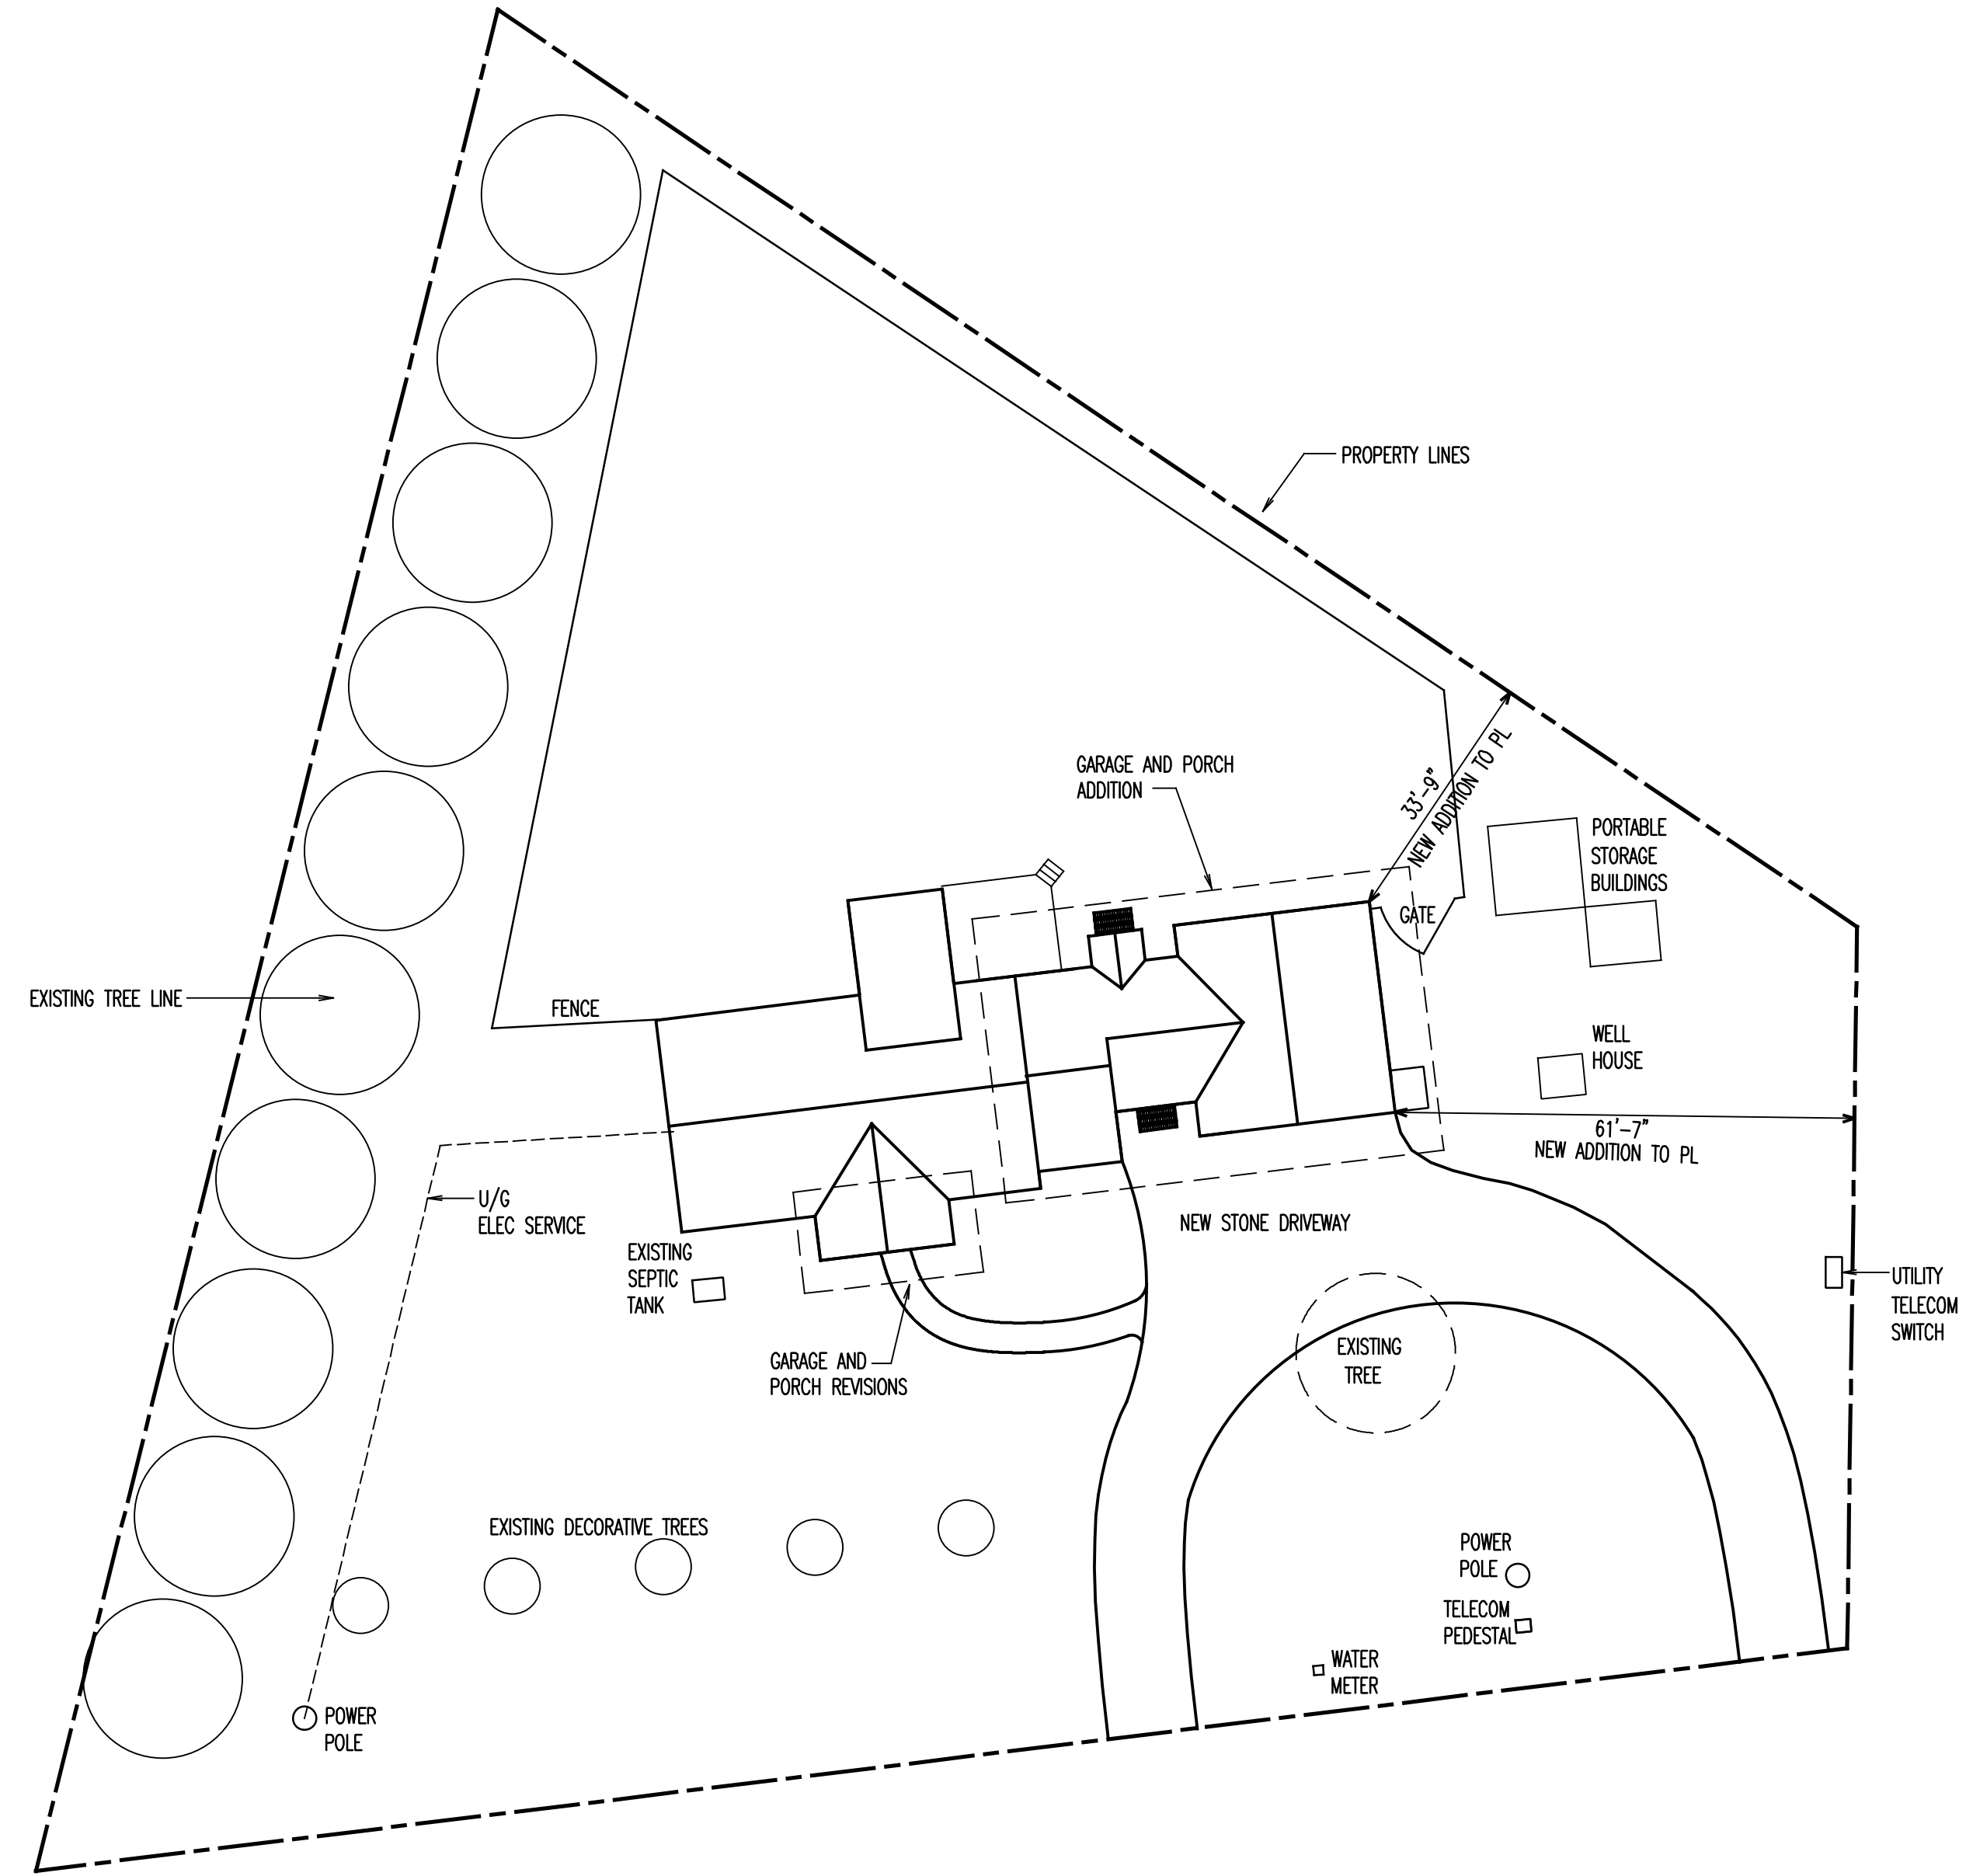 PROPERTY LINES
GARAGE AND PORCH
ADDITION
33'-9"
NEW ADDITION TO PL
PORTABLE
STORAGE
BUILDINGS
GATE
EXISTING TREE LINE
FENCE
WELL
HOUSE
61'-7"
NEW ADDITION TO PL
U/G
ELEC SERVICE
NEW STONE DRIVEWAY
EXISTING
SEPTIC
TANK
UTILITY
TELECOM
SWITCH
EXISTING
TREE
GARAGE AND
PORCH REVISIONS
EXISTING DECORATIVE TREES
POWER
POLE
TELECOM
PEDESTAL
WATER
METER
POWER
POLE